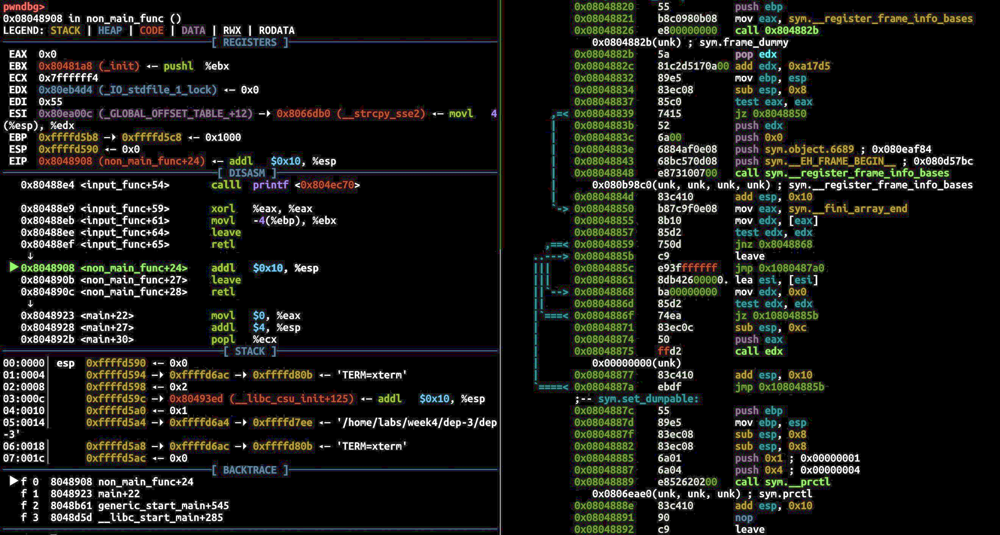 pwndbg>
0x08048908 in non_main_func ()
LEGEND: STACK | HEAP | CODE | DATA | RWX | RODATA
[ REGISTERS ]
EAX 0x0
EBX 0x80481a8 (_init) ◂— pushl %ebx
ECX 0x7ffffff4
EDX 0x80eb4d4 (_IO_stdfile_1_lock) ◂— 0x0
EDI 0x55
ESI 0x80ea00c (_GLOBAL_OFFSET_TABLE_+12) —▸ 0x8066db0 (__strcpy_sse2) ◂— movl 4
(%esp), %edx
EBP 0xffffd5b8 —▸ 0xffffd5c8 ◂— 0x1000
ESP 0xffffd590 ◂— 0x0
EIP 0x8048908 (non_main_func+24) ◂— addl $0x10, %esp
[ DISASM ]
0x80488e4 <input_func+54> calll printf <0x804ec70>
0x80488e9 <input_func+59> xorl %eax, %eax
0x80488eb <input_func+61> movl -4(%ebp), %ebx
0x80488ee <input_func+64> leave
0x80488ef <input_func+65> retl
↓
►0x8048908 <non_main_func+24> addl $0x10, %esp
0x804890b <non_main_func+27> leave
0x804890c <non_main_func+28> retl
↓
0x8048923 <main+22> movl $0, %eax
0x8048928 <main+27> addl $4, %esp
0x804892b <main+30> popl %ecx
[ STACK ]
00:0000│ esp 0xffffd590 ◂— 0x0
01:0004│ 0xffffd594 —▸ 0xffffd6ac —▸ 0xffffd80b ◂— 'TERM=xterm'
02:0008│ 0xffffd598 ◂— 0x2
03:000c│ 0xffffd59c —▸ 0x80493ed (__libc_csu_init+125) ◂— addl $0x10, %esp
04:0010│ 0xffffd5a0 ◂— 0x1
05:0014│ 0xffffd5a4 —▸ 0xffffd6a4 —▸ 0xffffd7ee ◂— '/home/labs/week4/dep-3/dep
-3'
06:0018│ 0xffffd5a8 —▸ 0xffffd6ac —▸ 0xffffd80b ◂— 'TERM=xterm'
07:001c│ 0xffffd5ac ◂— 0x0
[ BACKTRACE ]
►f 0 8048908 non_main_func+24
f 1 8048923 main+22
f 2 8048b61 generic_start_main+545
f 3 8048d5d __libc_start_main+285
0x08048820 55 push ebp
0x08048821 b8c0980b08 mov eax, sym.__register_frame_info_bases
0x08048826 e800000000 call 0x804882b
0x0804882b(unk) ; sym.frame_dummy
0x0804882b 5a pop edx
0x0804882c 81c2d5170a00 add edx, 0xa17d5
0x08048832 89e5 mov ebp, esp
0x08048834 83ec08 sub esp, 0x8
0x08048837 85c0 test eax, eax
,=< 0x08048839 7415 jz 0x8048850
| 0x0804883b 52 push edx
| 0x0804883c 6a00 push 0x0
| 0x0804883e 6884af0e08 push sym.object.6689 ; 0x080eaf84
| 0x08048843 68bc570d08 push sym.__EH_FRAME_BEGIN__ ; 0x080d57bc
| 0x08048848 e873100700 call sym.__register_frame_info_bases
| 0x080b98c0(unk, unk, unk, unk) ; sym.__register_frame_info_bases
| 0x0804884d 83c410 add esp, 0x10
`-> 0x08048850 b87c9f0e08 mov eax, sym.__fini_array_end
0x08048855 8b10 mov edx, [eax]
0x08048857 85d2 test edx, edx
,==< 0x08048859 750d jnz 0x8048868
..---> 0x0804885b c9 leave
||| 0x0804885c e93fffffff jmp 0x1080487a0
||| 0x08048861 8db42600000. lea esi, [esi]
||`--> 0x08048868 ba00000000 mov edx, 0x0
|| 0x0804886d 85d2 test edx, edx
|`===< 0x0804886f 74ea jz 0x10804885b
| 0x08048871 83ec0c sub esp, 0xc
| 0x08048874 50 push eax
| 0x08048875 ffd2 call edx
| 0x00000000(unk)
| 0x08048877 83c410 add esp, 0x10
`====< 0x0804887a ebdf jmp 0x10804885b
;-- sym.set_dumpable:
0x0804887c 55 push ebp
0x0804887d 89e5 mov ebp, esp
0x0804887f 83ec08 sub esp, 0x8
0x08048882 83ec08 sub esp, 0x8
0x08048885 6a01 push 0x1 ; 0x00000001
0x08048887 6a04 push 0x4 ; 0x00000004
0x08048889 e852620200 call sym.__prctl
0x0806eae0(unk, unk, unk) ; sym.prctl
0x0804888e 83c410 add esp, 0x10
0x08048891 90 nop
0x08048892 c9 leave